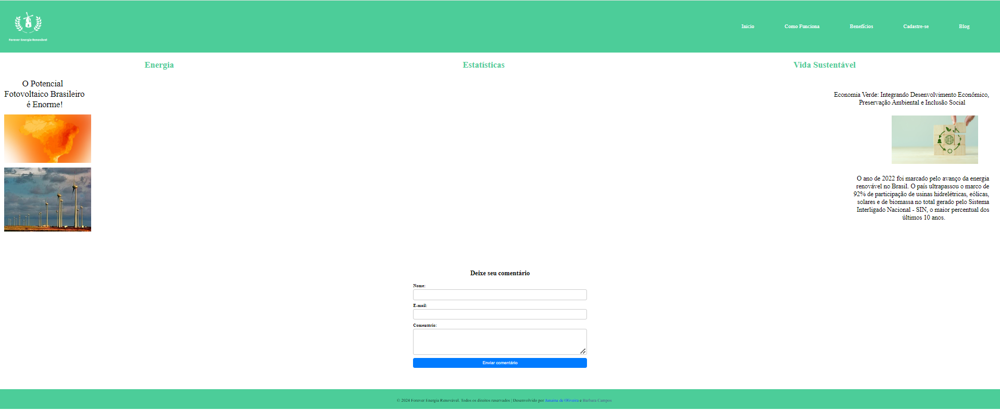 Forever Energia Renovável
Início
Como Funciona
Benefícios
Cadastre-se
Blog
Energia
Estatísticas
Vida Sustentável
O Potencial
Fotovoltaico Brasileiro
é Enorme!
Economia Verde: Integrando Desenvolvimento Econômico,
Preservação Ambiental e Inclusão Social
O ano de 2022 foi marcado pelo avanço da energia
renovável no Brasil. O país ultrapassou o marco de
92% de participação de usinas hidrelétricas, eólicas,
solares e de biomassa no total gerado pelo Sistema
Interligado Nacional - SIN, o maior percentual dos
últimos 10 anos.
Deixe seu comentário
Nome:
E-mail:
Comentário:
Enviar comentário
© 2024 Forever Energia Renovável. Todos os direitos reservados | Desenvolvido por Janaina de Oliveira e Barbara Campos